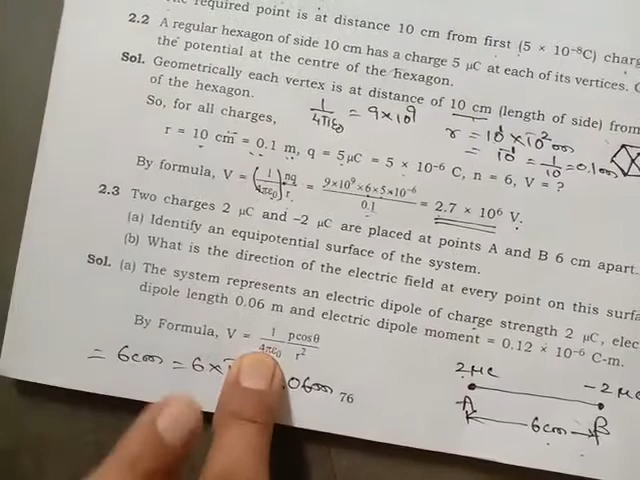 required point is at distance 10 cm from first (5 × 10⁻⁸C) charg
2.2 A regular hexagon of side 10 cm has a charge 5 μC at each of its vertices. C
the potential at the centre of the hexagon.
Sol. Geometrically each vertex is at distance of 10 cm (length of side) from
of the hexagon.
So, for all charges,
1/4πε₀ = 9×10⁹
r = 10¹ × 10⁻² m
= 10⁻¹ = 1/10 = 0.1 m
r = 10 cm = 0.1 m, q = 5 μC = 5 × 10⁻⁶ C, n = 6, V = ?
By formula, V = (1/4πε₀) nq/r = 9×10⁹×6×5×10⁻⁶/0.1 = 2.7 × 10⁶ V.
2.3 Two charges 2 μC and –2 μC are placed at points A and B 6 cm apart.
(a) Identify an equipotential surface of the system.
(b) What is the direction of the electric field at every point on this surfa
Sol. (a) The system represents an electric dipole of charge strength 2 μC, elec
dipole length 0.06 m and electric dipole moment = 0.12 × 10⁻⁶ C-m.
By Formula, V = 1/4πε₀ pcosθ/r²
= 6cm = 6×
.06m
76
2μC
-2μC
A
B
6cm